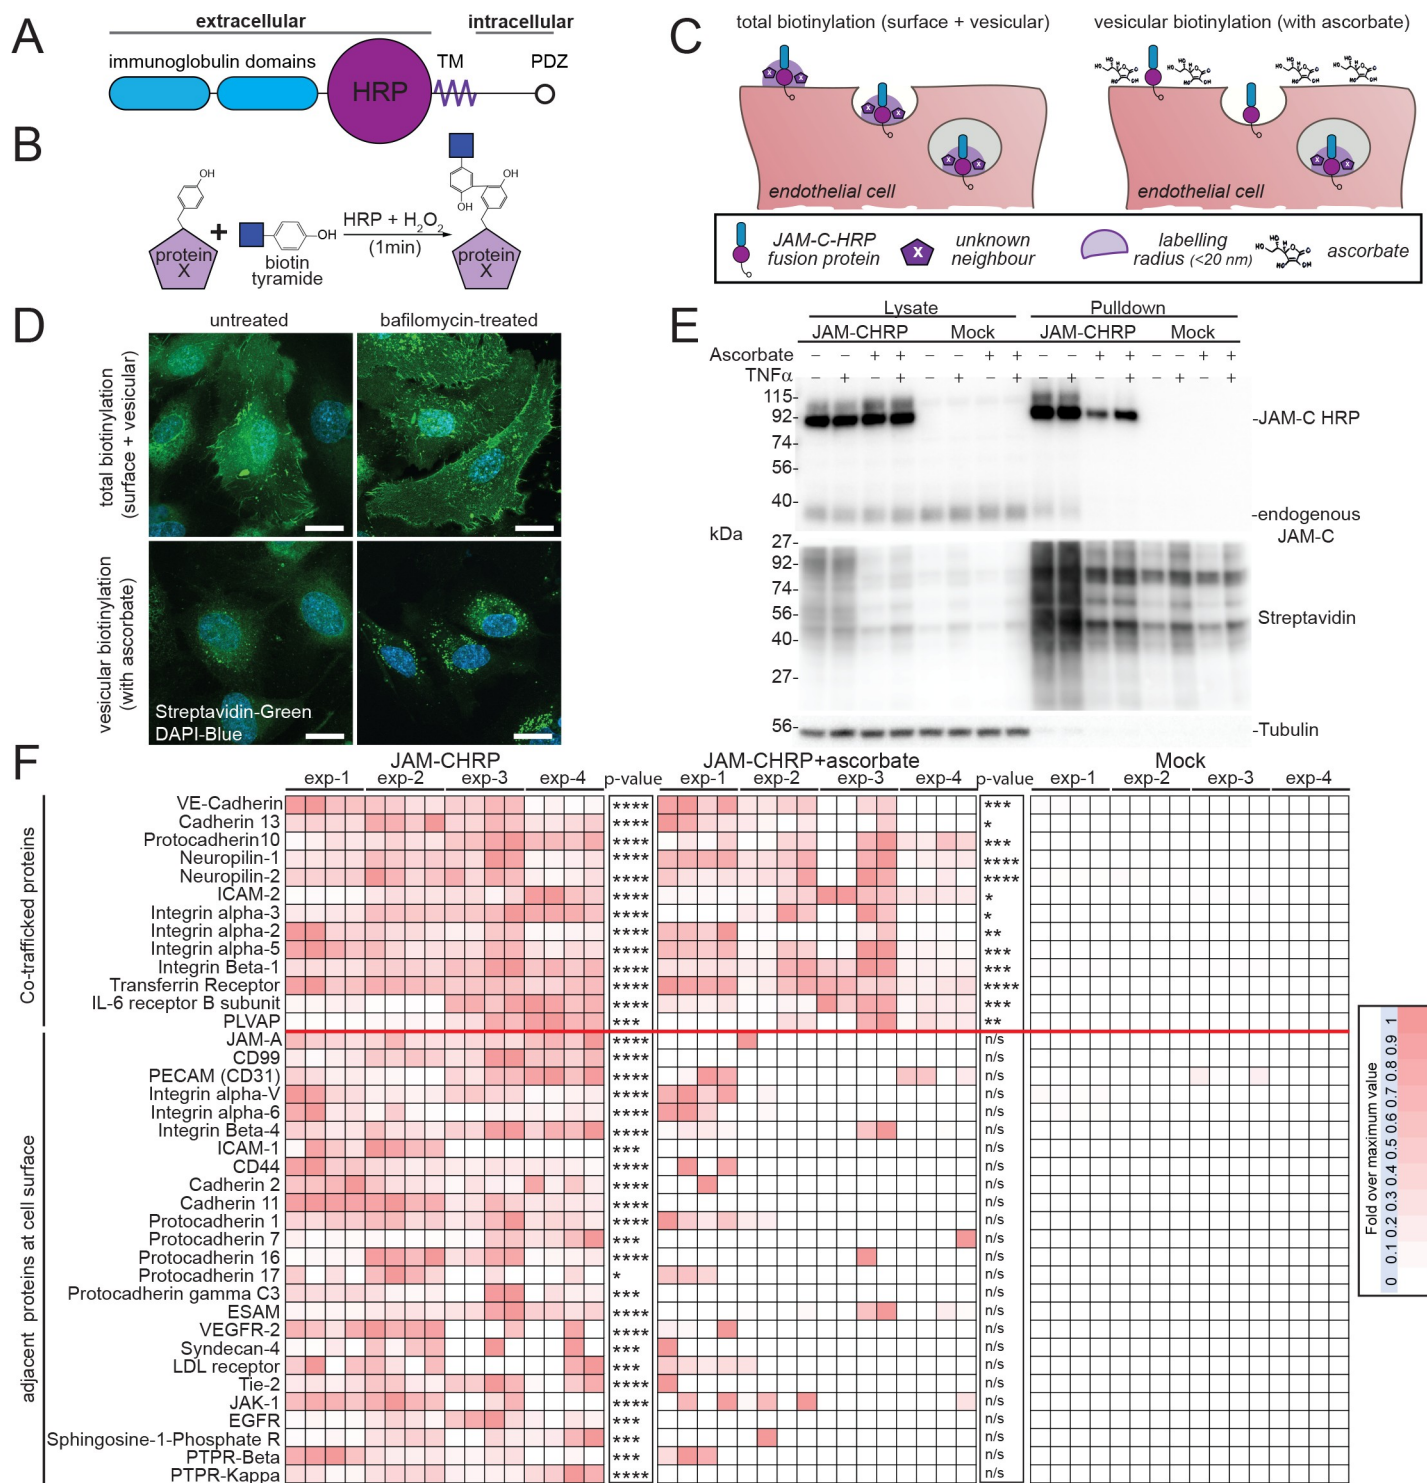 A
extracellular
intracellular
immunoglobulin domains
HRP
TM
PDZ
B
OH
protein
X
+
OH
biotin
tyramide
HRP + H2O2
(1min)
OH
OH
protein
X
C
total biotinylation (surface + vesicular)
vesicular biotinylation (with ascorbate)
endothelial cell
endothelial cell
JAM-C-HRP
fusion protein
X
unknown
neighbour
labelling
radius (<20 nm)
ascorbate
D
untreated
bafilomycin-treated
total biotinylation
(surface + vesicular)
vesicular biotinylation
(with ascorbate)
Streptavidin-Green
DAPI-Blue
E
Lysate
Pulldown
JAM-CHRP
Mock
JAM-CHRP
Mock
Ascorbate – – + + – – + + – – + + – – + +
TNFα – + – + – + – + – + – + – + – +
115-
92-
74-
56-
40-
27-
kDa
-JAM-C HRP
-endogenous
JAM-C
92-
74-
56-
40-
27-
Streptavidin
56-
-Tubulin
F
JAM-CHRP
JAM-CHRP+ascorbate
Mock
exp-1 exp-2 exp-3 exp-4 p-value exp-1 exp-2 exp-3 exp-4 p-value exp-1 exp-2 exp-3 exp-4
Co-trafficked proteins
VE-Cadherin **** ***
Cadherin 13 **** *
Protocadherin10 **** ***
Neuropilin-1 **** ****
Neuropilin-2 **** ****
ICAM-2 **** *
Integrin alpha-3 **** *
Integrin alpha-2 **** **
Integrin alpha-5 **** ***
Integrin Beta-1 **** ***
Transferrin Receptor **** ****
IL-6 receptor B subunit **** ***
PLVAP *** **
adjacent proteins at cell surface
JAM-A **** n/s
CD99 **** n/s
PECAM (CD31) **** n/s
Integrin alpha-V **** n/s
Integrin alpha-6 **** n/s
Integrin Beta-4 **** n/s
ICAM-1 *** n/s
CD44 **** n/s
Cadherin 2 **** n/s
Cadherin 11 **** n/s
Protocadherin 1 **** n/s
Protocadherin 7 *** n/s
Protocadherin 16 **** n/s
Protocadherin 17 * n/s
Protocadherin gamma C3 *** n/s
ESAM **** n/s
VEGFR-2 **** n/s
Syndecan-4 *** n/s
LDL receptor *** n/s
Tie-2 **** n/s
JAK-1 **** n/s
EGFR *** n/s
Sphingosine-1-Phosphate R *** n/s
PTPR-Beta *** n/s
PTPR-Kappa **** n/s
Fold over maximum value
0 0.1 0.2 0.3 0.4 0.5 0.6 0.7 0.8 0.9 1